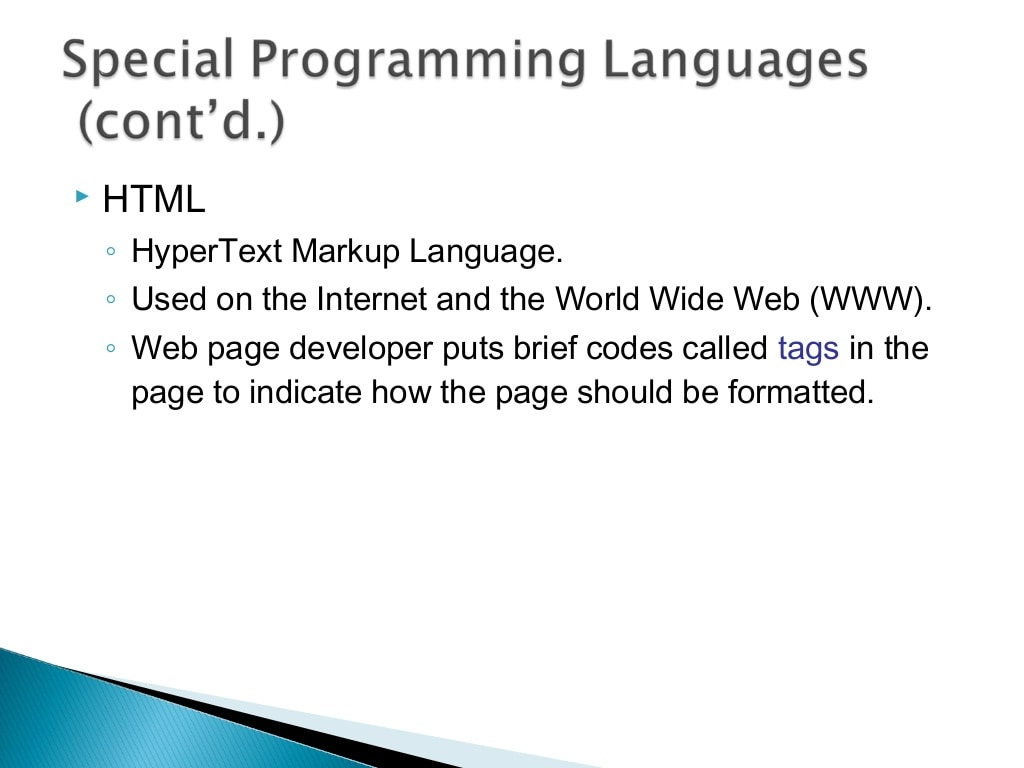 Special Programming Languages
(cont’d.)
HTML
HyperText Markup Language.
Used on the Internet and the World Wide Web (WWW).
Web page developer puts brief codes called tags in the
page to indicate how the page should be formatted.